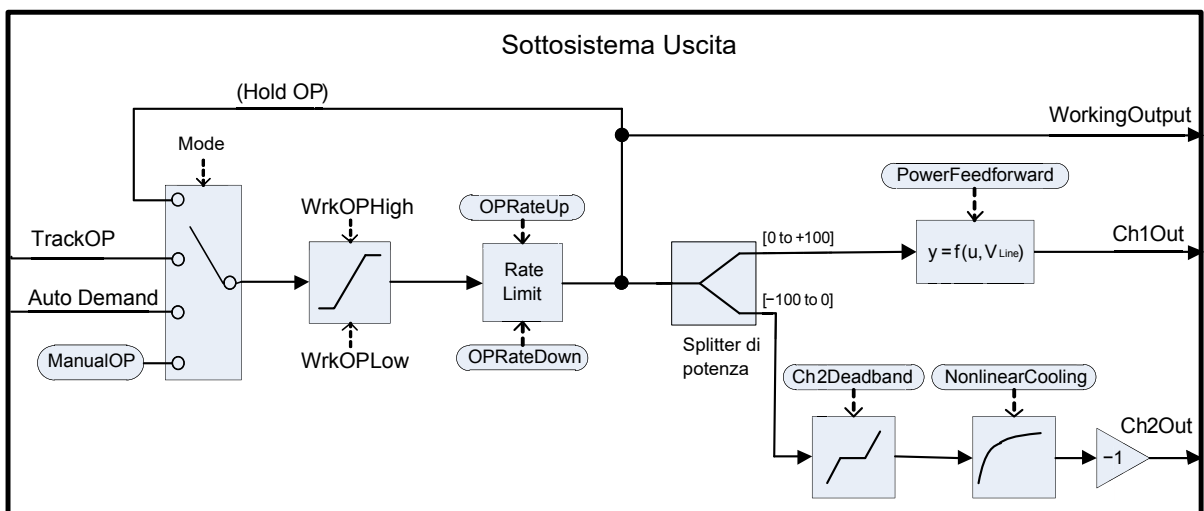 Sottosistema Uscita
(Hold OP)
WorkingOutput
Mode
PowerFeedforward
WrkOPHigh
OPRateUp
TrackOP
[0 to +100]
Ch1Out
y = f(u, VLine)
Rate
Limit
Auto Demand
[−100 to 0]
ManualOP
WrkOPLow
OPRateDown
Splitter di
potenza
Ch2Deadband
NonlinearCooling
Ch2Out
−1